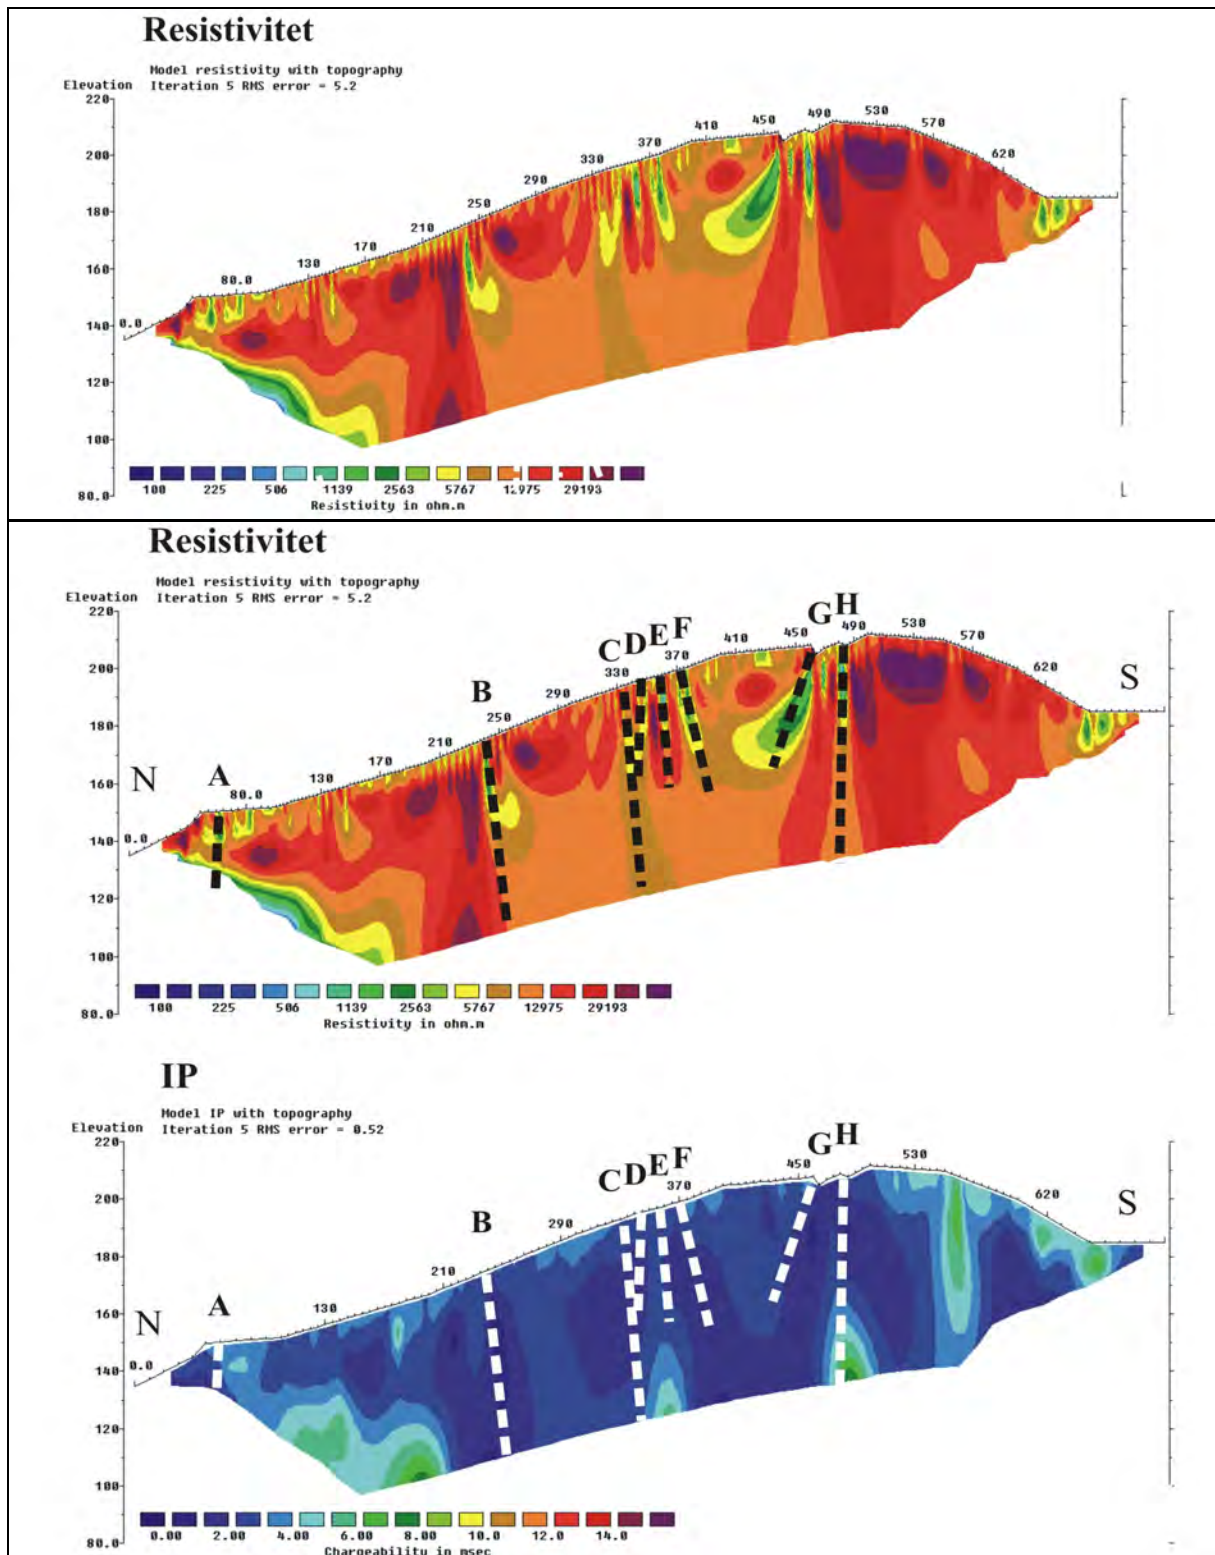 Resistivitet
Model resistivity with topography
Elevation Iteration 5 RMS error = 5.2
220
200
180
160
140
120
100
80.0
0.0 80.0 130 170 210 250 290 330 370 410 450 490 530 570 620
100 225 506 1139 2563 5767 12975 29193
Resistivity in ohm.m
Resistivitet
Model resistivity with topography
Elevation Iteration 5 RMS error = 5.2
220
200
180
160
140
120
100
80.0
N A B C D E F G H S
0.0 80.0 130 170 210 250 290 330 370 410 450 490 530 570 620
100 225 506 1139 2563 5767 12975 29193
Resistivity in ohm.m
IP
Model IP with topography
Elevation Iteration 5 RMS error = 0.52
220
200
180
160
140
120
100
80.0
N A B C D E F G H S
0.0 130 210 290 370 450 530 620
0.00 2.00 4.00 6.00 8.00 10.0 12.0 14.0
Chargeability in msec